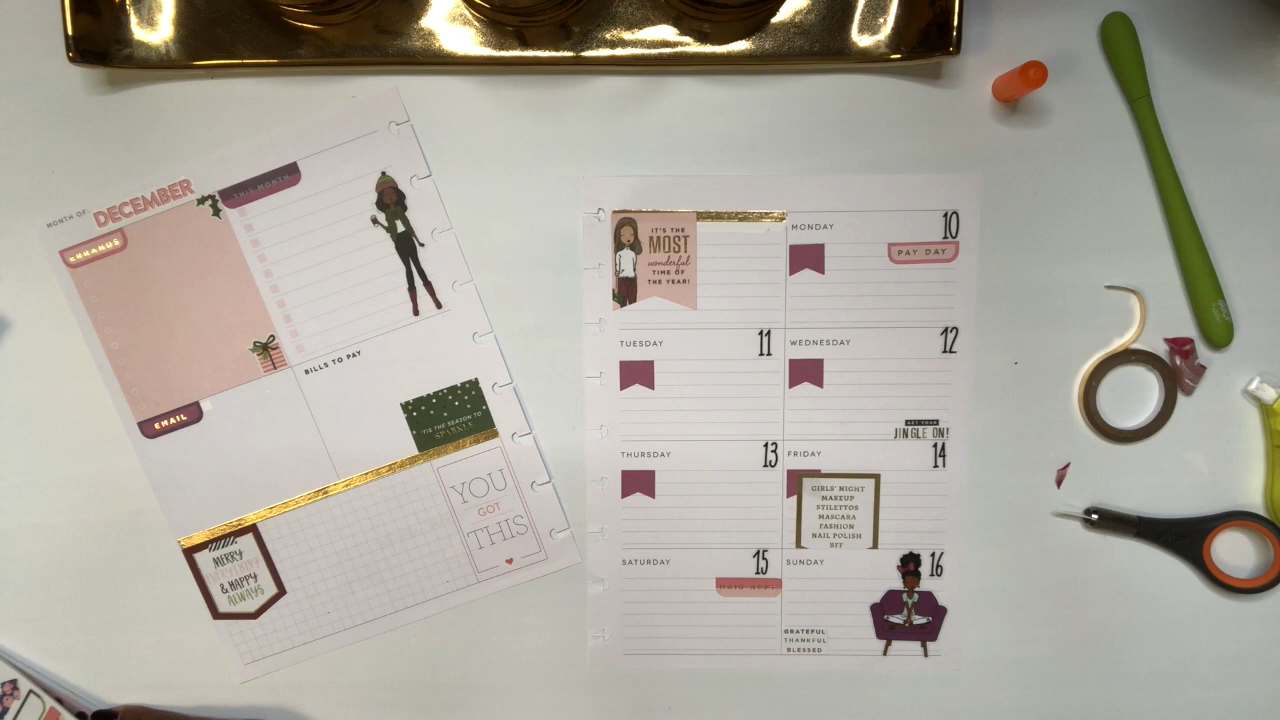 MONTH OF:
DECEMBER
THIS MONTH
EMAIL
BILLS TO PAY
'TIS THE SEASON TO
SPARKLE
YOU
GOT
THIS
MERRY
& HAPPY
ALWAYS
IT'S THE
MOST
wonderful
TIME OF
THE YEAR!
MONDAY
10
PAY DAY
TUESDAY
11
WEDNESDAY
12
GET YOUR
JINGLE ON!
THURSDAY
13
FRIDAY
14
GIRLS' NIGHT
MAKEUP
STILETTOS
MASCARA
FASHION
NAIL POLISH
BFF
SATURDAY
15
SUNDAY
16
GRATEFUL
THANKFUL
BLESSED